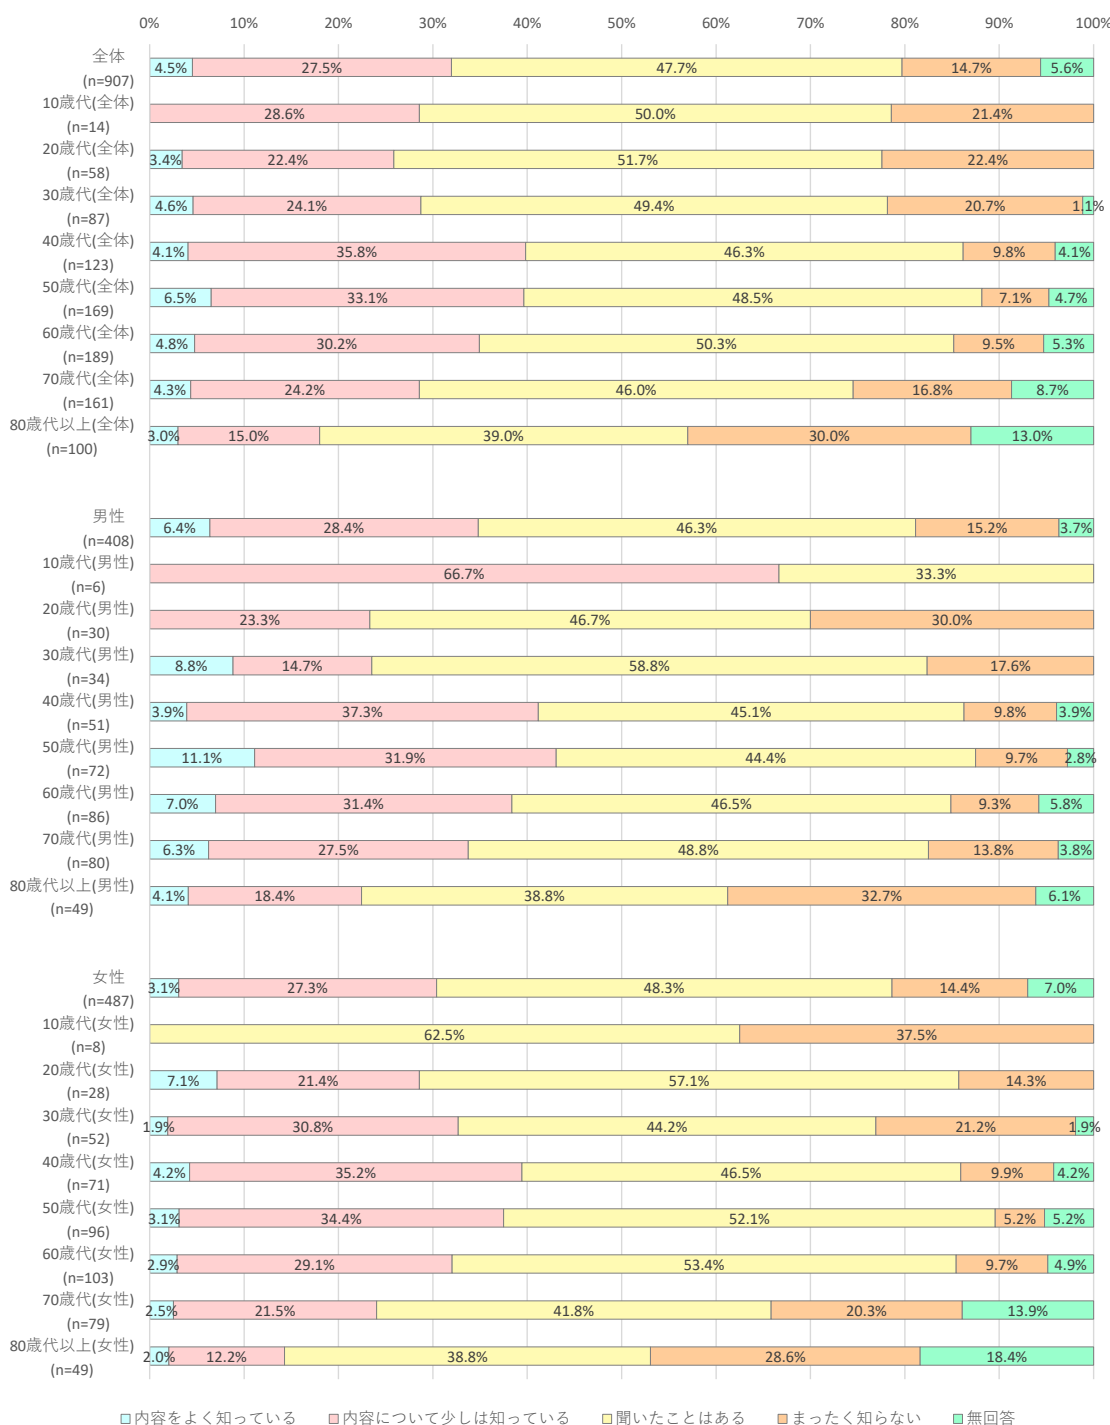 0% 10% 20% 30% 40% 50% 60% 70% 80% 90% 100%
全体
(n=907)
4.5% 27.5% 47.7% 14.7% 5.6%
10歳代(全体)
(n=14)
28.6% 50.0% 21.4%
20歳代(全体)
(n=58)
3.4% 22.4% 51.7% 22.4%
30歳代(全体)
(n=87)
4.6% 24.1% 49.4% 20.7% 1.1%
40歳代(全体)
(n=123)
4.1% 35.8% 46.3% 9.8% 4.1%
50歳代(全体)
(n=169)
6.5% 33.1% 48.5% 7.1% 4.7%
60歳代(全体)
(n=189)
4.8% 30.2% 50.3% 9.5% 5.3%
70歳代(全体)
(n=161)
4.3% 24.2% 46.0% 16.8% 8.7%
80歳代以上(全体)
(n=100)
3.0% 15.0% 39.0% 30.0% 13.0%
男性
(n=408)
6.4% 28.4% 46.3% 15.2% 3.7%
10歳代(男性)
(n=6)
66.7% 33.3%
20歳代(男性)
(n=30)
23.3% 46.7% 30.0%
30歳代(男性)
(n=34)
8.8% 14.7% 58.8% 17.6%
40歳代(男性)
(n=51)
3.9% 37.3% 45.1% 9.8% 3.9%
50歳代(男性)
(n=72)
11.1% 31.9% 44.4% 9.7% 2.8%
60歳代(男性)
(n=86)
7.0% 31.4% 46.5% 9.3% 5.8%
70歳代(男性)
(n=80)
6.3% 27.5% 48.8% 13.8% 3.8%
80歳代以上(男性)
(n=49)
4.1% 18.4% 38.8% 32.7% 6.1%
女性
(n=487)
3.1% 27.3% 48.3% 14.4% 7.0%
10歳代(女性)
(n=8)
62.5% 37.5%
20歳代(女性)
(n=28)
7.1% 21.4% 57.1% 14.3%
30歳代(女性)
(n=52)
1.9% 30.8% 44.2% 21.2% 1.9%
40歳代(女性)
(n=71)
4.2% 35.2% 46.5% 9.9% 4.2%
50歳代(女性)
(n=96)
3.1% 34.4% 52.1% 5.2% 5.2%
60歳代(女性)
(n=103)
2.9% 29.1% 53.4% 9.7% 4.9%
70歳代(女性)
(n=79)
2.5% 21.5% 41.8% 20.3% 13.9%
80歳代以上(女性)
(n=49)
2.0% 12.2% 38.8% 28.6% 18.4%
内容をよく知っている 内容について少しは知っている 聞いたことはある まったく知らない 無回答